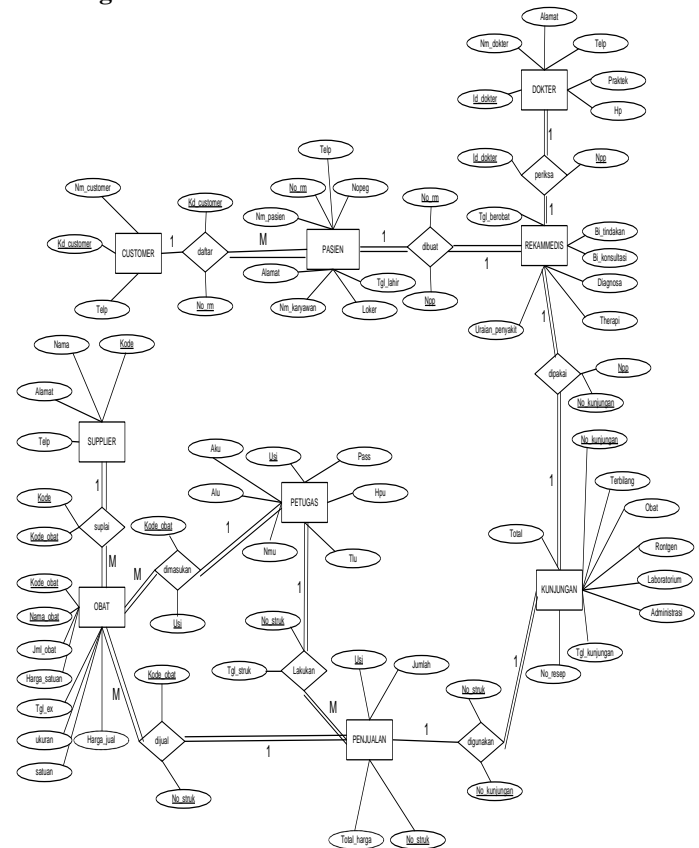 Alamat
Nm_dokter
Telp
DOKTER
Praktek
Id_dokter
Hp
1
Id_dokter
periksa
Npp
1
Telp
No_rm
Nopeg
Nm_customer
Kd_customer
Nm_pasien
No_rm
Tgl_berobat
Bi_tindakan
Kd_customer
CUSTOMER
1
daftar
M
PASIEN
1
dibuat
1
REKAMMEDIS
Bi_konsultasi
Alamat
Tgl_lahir
Diagnosa
Telp
No_rm
Nm_karyawan
Loker
Npp
Uraian_penyakit
Therapi
1
Nama
Kode
dipakai
Npp
No_kunjungan
Alamat
SUPPLIER
Telp
1
Aku
Usi
Pass
No_kunjungan
Terbilang
Alu
PETUGAS
Hpu
Obat
Kode
suplai
Kode_obat
Kode_obat
1
Nmu
Tlu
1
Total
Rontgen
M
M
dimasukan
Kode_obat
OBAT
Usi
1
KUNJUNGAN
Laboratorium
Nama_obat
Administrasi
Jml_obat
No_struk
Tgl_kunjungan
Harga_satuan
Kode_obat
Tgl_struk
Lakukan
Usi
Jumlah
No_resep
1
M
Tgl_ex
M
No_struk
ukuran
Harga_jual
dijual
1
PENJUALAN
1
digunakan
satuan
No_struk
No_kunjungan
Total_harga
No_struk